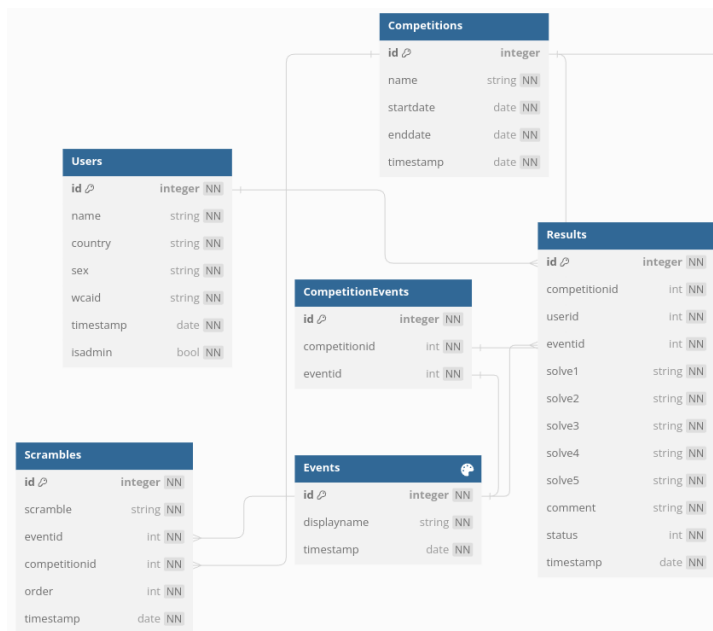 Competitions
id integer
name string NN
startdate date NN
enddate date NN
timestamp date NN
Users
id integer NN
name string NN
country string NN
sex string NN
wcaid string NN
timestamp date NN
isadmin bool NN
Results
id integer NN
competitionid int NN
userid int NN
eventid int NN
solve1 string NN
solve2 string NN
solve3 string NN
solve4 string NN
solve5 string NN
comment string NN
status int NN
timestamp date NN
CompetitionEvents
id integer NN
competitionid int NN
eventid int NN
Scrambles
id integer NN
scramble string NN
eventid int NN
competitionid int NN
order int NN
timestamp date NN
Events
id integer NN
displayname string NN
timestamp date NN